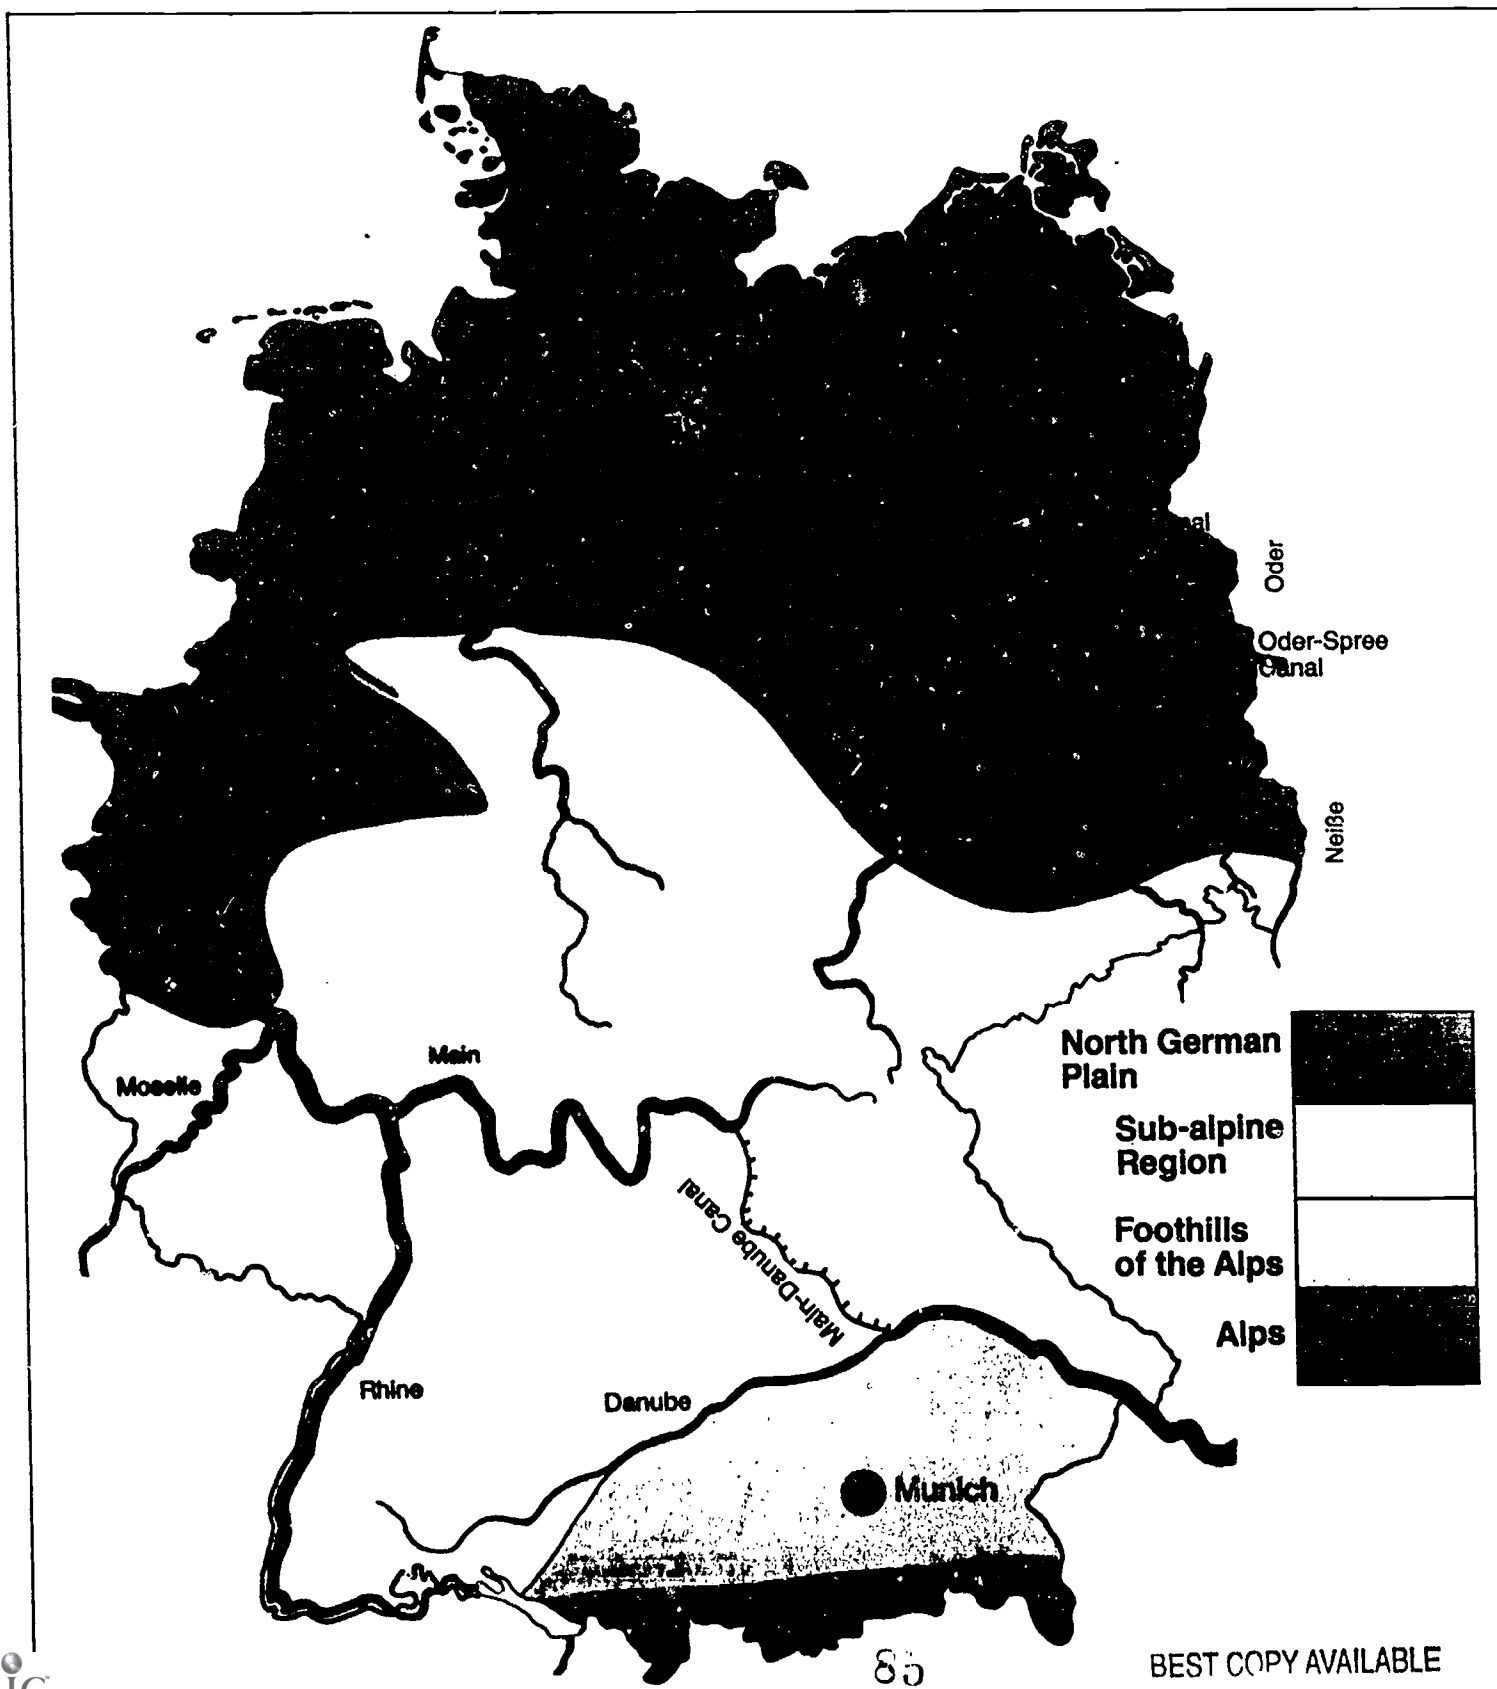 Oder
Oder-Spree
Canal
Neiße
Main
Moselle
North German
Plain
Sub-alpine
Region
Foothills
of the Alps
Alps
Main-Danube Canal
Rhine
Danube
Munich
85
BEST COPY AVAILABLE